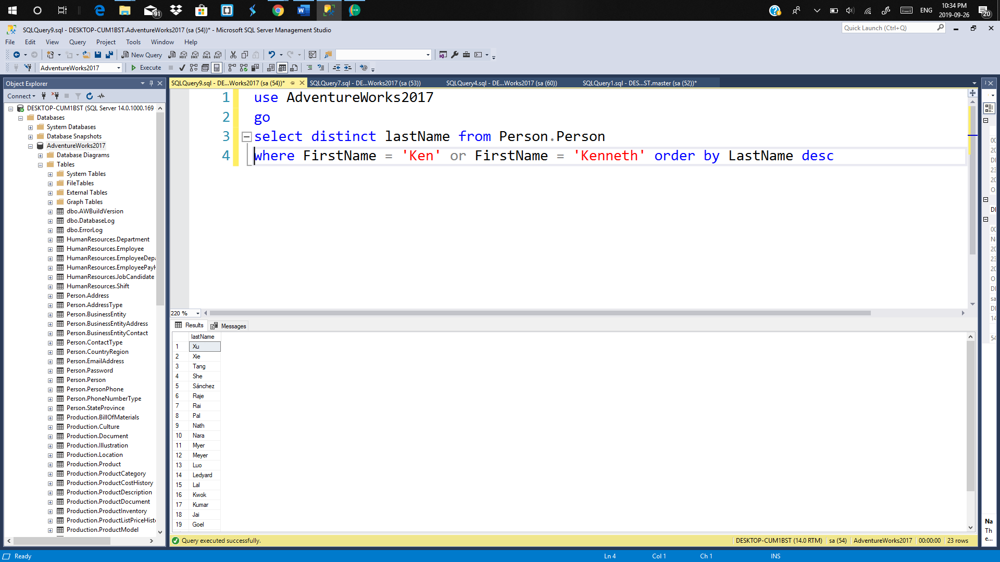 91
ENG
10:34 PM
2019-09-26
20
SQLQuery9.sql - DESKTOP-CUM1BST.AdventureWorks2017 (sa (54))* - Microsoft SQL Server Management Studio
Quick Launch (Ctrl+Q)
File Edit View Query Project Tools Window Help
New Query MDX DMX XMLA DAX
AdventureWorks2017 Execute
Object Explorer
SQLQuery9.sql - DE...Works2017 (sa (54))* SQLQuery7.sql - DE...Works2017 (sa (53)) SQLQuery4.sql - DE...Works2017 (sa (60)) SQLQuery1.sql - DES...ST.master (sa (52))*
Connect
DESKTOP-CUM1BST (SQL Server 14.0.1000.169
Databases
System Databases
Database Snapshots
AdventureWorks2017
Database Diagrams
Tables
System Tables
FileTables
External Tables
Graph Tables
dbo.AWBuildVersion
dbo.DatabaseLog
dbo.ErrorLog
HumanResources.Department
HumanResources.Employee
HumanResources.EmployeeDepa
HumanResources.EmployeePayH
HumanResources.JobCandidate
HumanResources.Shift
Person.Address
Person.AddressType
Person.BusinessEntity
Person.BusinessEntityAddress
Person.BusinessEntityContact
Person.ContactType
Person.CountryRegion
Person.EmailAddress
Person.Password
Person.Person
Person.PersonPhone
Person.PhoneNumberType
Person.StateProvince
Production.BillOfMaterials
Production.Culture
Production.Document
Production.Illustration
Production.Location
Production.Product
Production.ProductCategory
Production.ProductCostHistory
Production.ProductDescription
Production.ProductDocument
Production.ProductInventory
Production.ProductListPriceHisto
Production.ProductModel
1 use AdventureWorks2017
2 go
3 select distinct lastName from Person.Person
4 where FirstName = 'Ken' or FirstName = 'Kenneth' order by LastName desc
220 %
Results Messages
lastName
1 Xu
2 Xie
3 Tang
4 She
5 Sánchez
6 Raje
7 Rai
8 Pal
9 Nath
10 Nara
11 Myer
12 Meyer
13 Luo
14 Ledyard
15 Lal
16 Kwok
17 Kumar
18 Jai
19 Goel
Query executed successfully.
DESKTOP-CUM1BST (14.0 RTM) sa (54) AdventureWorks2017 00:00:00 23 rows
Na
Th
e...
Ready Ln 4 Col 1 Ch 1 INS